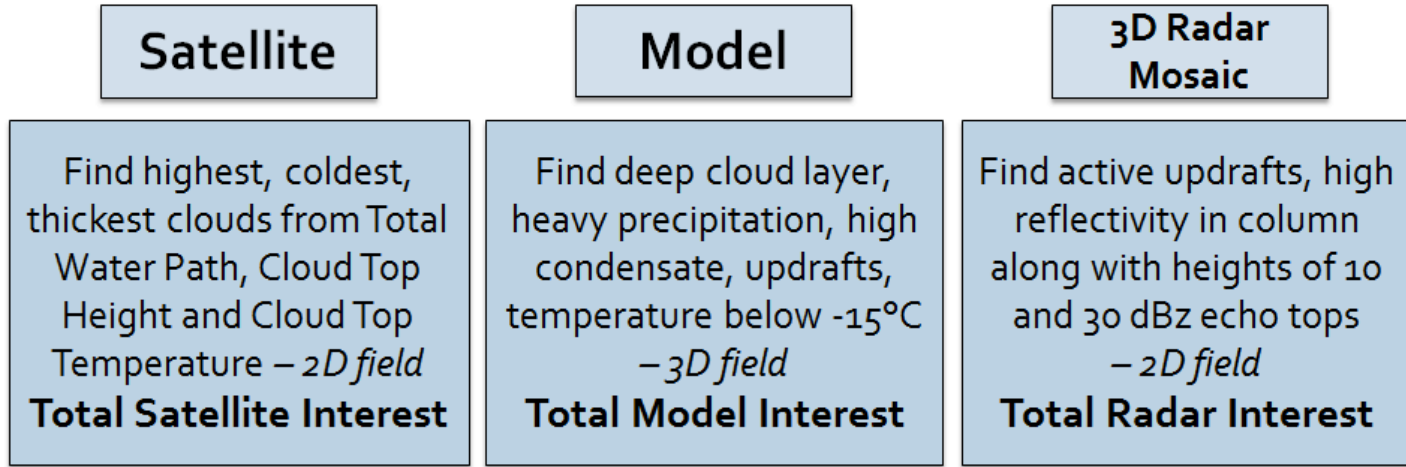 Satellite
Find highest, coldest,
thickest clouds from Total
Water Path, Cloud Top
Height and Cloud Top
Temperature – 2D field
Total Satellite Interest
Model
Find deep cloud layer,
heavy precipitation, high
condensate, updrafts,
temperature below -15°C
– 3D field
Total Model Interest
3D Radar
Mosaic
Find active updrafts, high
reflectivity in column
along with heights of 10
and 30 dBz echo tops
– 2D field
Total Radar Interest